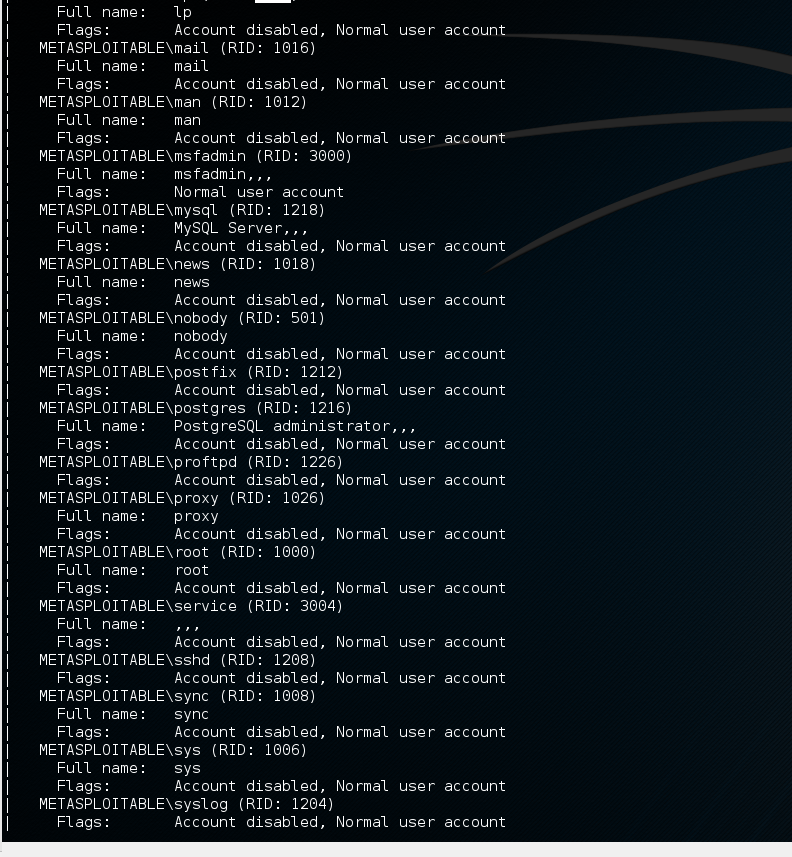 |     Full name:   lp
|     Flags:       Account disabled, Normal user account
|   METASPLOITABLE\mail (RID: 1016)
|     Full name:   mail
|     Flags:       Account disabled, Normal user account
|   METASPLOITABLE\man (RID: 1012)
|     Full name:   man
|     Flags:       Account disabled, Normal user account
|   METASPLOITABLE\msfadmin (RID: 3000)
|     Full name:   msfadmin,,,
|     Flags:       Normal user account
|   METASPLOITABLE\mysql (RID: 1218)
|     Full name:   MySQL Server,,,
|     Flags:       Account disabled, Normal user account
|   METASPLOITABLE\news (RID: 1018)
|     Full name:   news
|     Flags:       Account disabled, Normal user account
|   METASPLOITABLE\nobody (RID: 501)
|     Full name:   nobody
|     Flags:       Account disabled, Normal user account
|   METASPLOITABLE\postfix (RID: 1212)
|     Flags:       Account disabled, Normal user account
|   METASPLOITABLE\postgres (RID: 1216)
|     Full name:   PostgreSQL administrator,,,
|     Flags:       Account disabled, Normal user account
|   METASPLOITABLE\proftpd (RID: 1226)
|     Flags:       Account disabled, Normal user account
|   METASPLOITABLE\proxy (RID: 1026)
|     Full name:   proxy
|     Flags:       Account disabled, Normal user account
|   METASPLOITABLE\root (RID: 1000)
|     Full name:   root
|     Flags:       Account disabled, Normal user account
|   METASPLOITABLE\service (RID: 3004)
|     Full name:   ,,,
|     Flags:       Account disabled, Normal user account
|   METASPLOITABLE\sshd (RID: 1208)
|     Flags:       Account disabled, Normal user account
|   METASPLOITABLE\sync (RID: 1008)
|     Full name:   sync
|     Flags:       Account disabled, Normal user account
|   METASPLOITABLE\sys (RID: 1006)
|     Full name:   sys
|     Flags:       Account disabled, Normal user account
|   METASPLOITABLE\syslog (RID: 1204)
|     Flags:       Account disabled, Normal user account